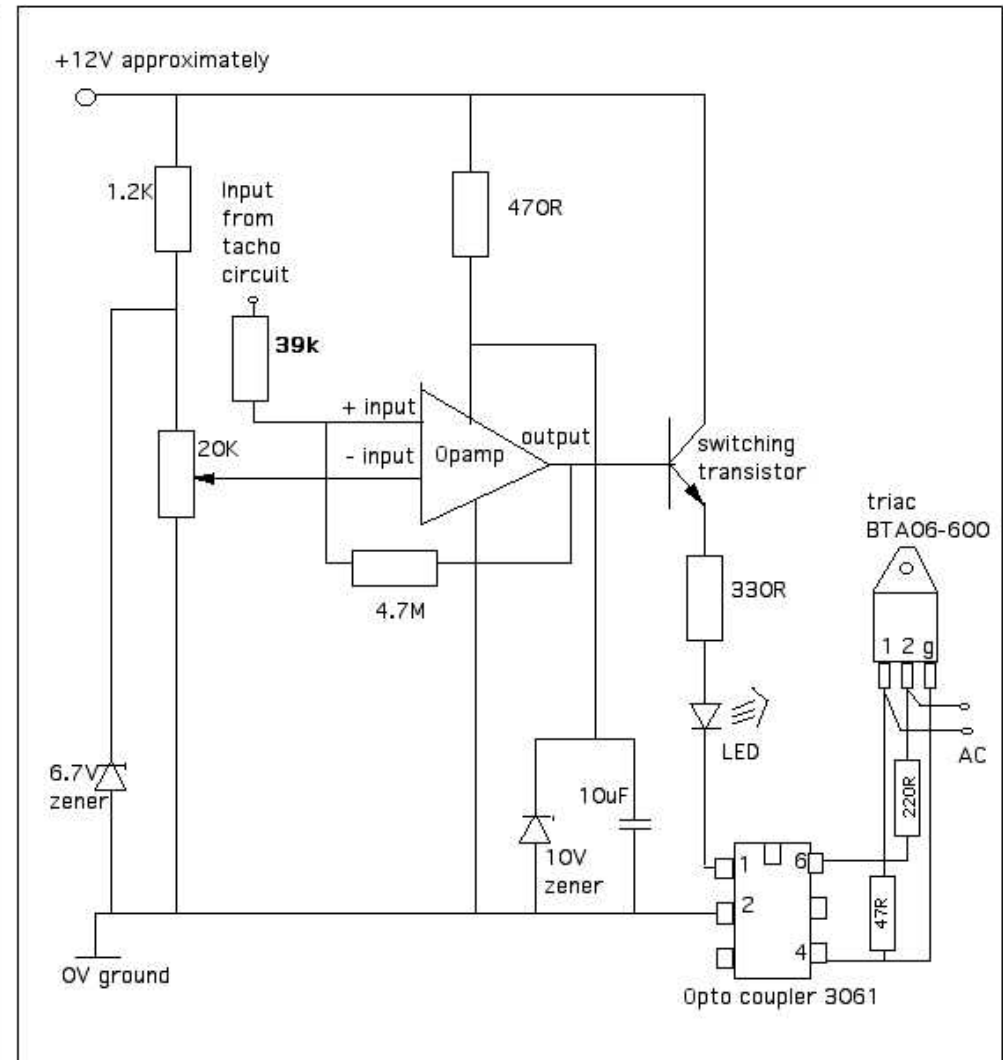 +12V approximately
1.2K
Input
from
tacho
circuit
470R
39k
+ input
- input
Opamp
output
switching
transistor
20K
4.7M
triac
BTA06-600
330R
1 2 g
LED
AC
6.7V
zener
10uF
10V
zener
220R
47R
1
6
2
4
0V ground
Opto coupler 3061